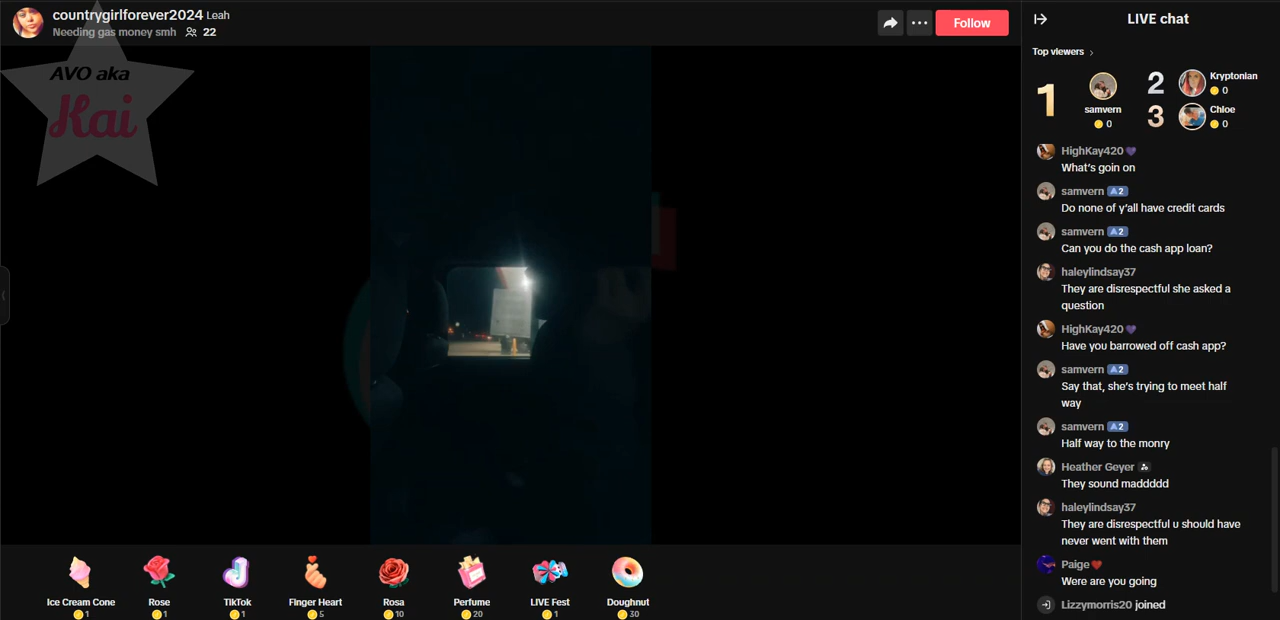 countrygirlforever2024 Leah
Needing gas money smh 22
Follow
AVO aka
Kai
LIVE chat
Top viewers
1
samvern
0
2
Kryptonian
0
3
Chloe
0
HighKay420
What's goin on
samvern 2
Do none of y'all have credit cards
samvern 2
Can you do the cash app loan?
haleylindsay37
They are disrespectful she asked a
question
HighKay420
Have you barrowed off cash app?
samvern 2
Say that, she's trying to meet half
way
samvern 2
Half way to the monry
Heather Geyer
They sound maddddd
haleylindsay37
They are disrespectful u should have
never went with them
Paige
Were are you going
Lizzymorris20 joined
Ice Cream Cone
1
Rose
1
TikTok
1
Finger Heart
5
Rosa
10
Perfume
20
LIVE Fest
1
Doughnut
30